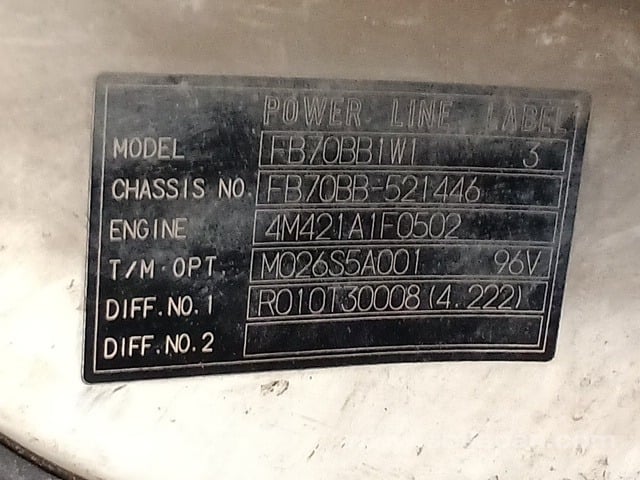 POWER LINE LABEL
MODEL FB70BB1W1 3
CHASSIS NO. FB70BB-521446
ENGINE 4M421A1F0502
T/M·OPT. M026S5A001 96V
DIFF.NO.1 R010T30008(4.222)
DIFF.NO.2